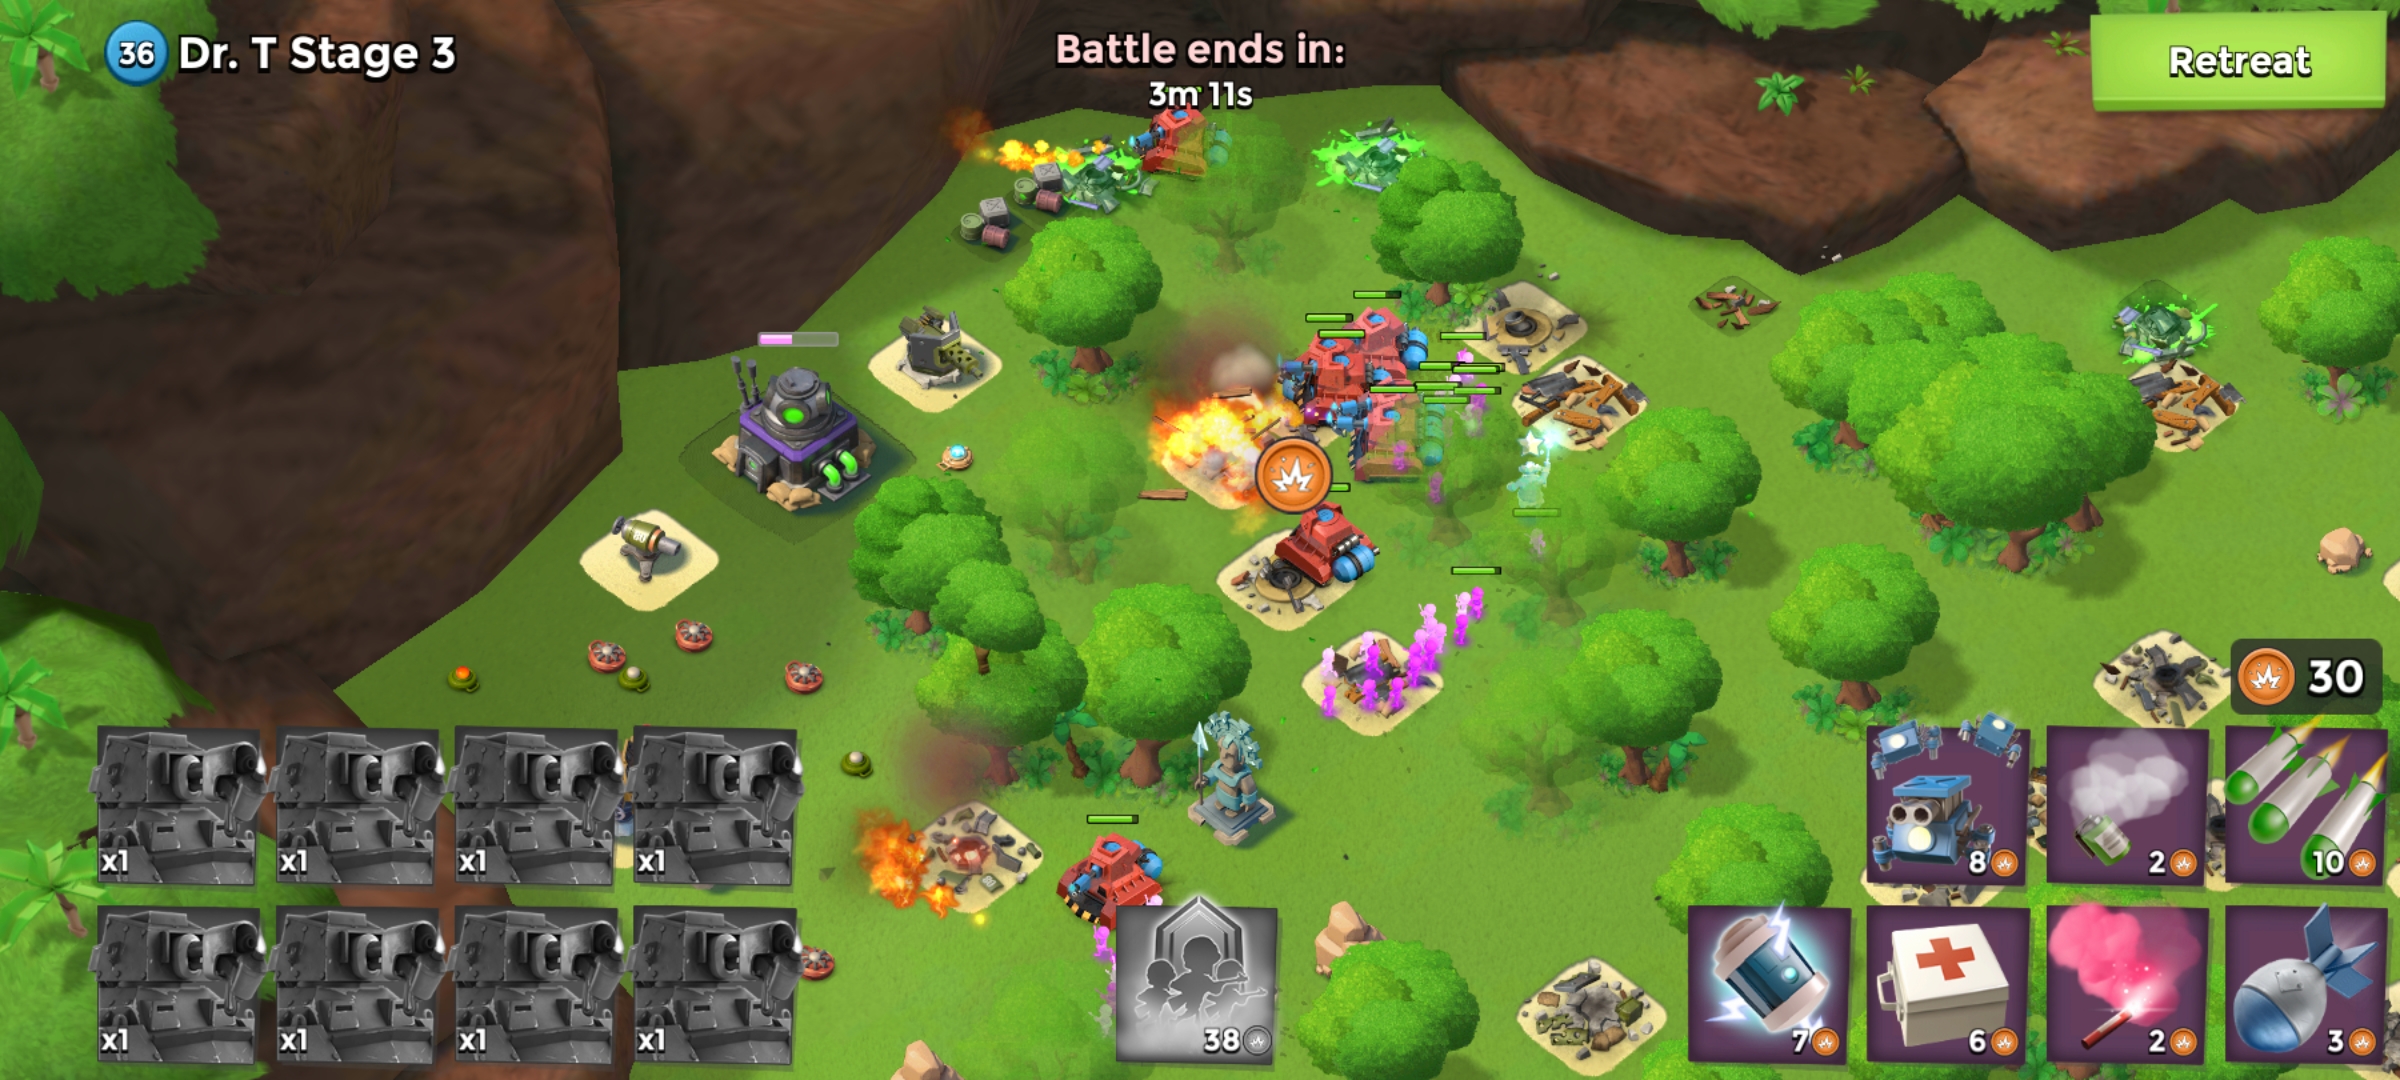 36 Dr. T Stage 3
Battle ends in:
3m 11s
Retreat
30
x1 x1 x1 x1
8 2 10
x1 x1 x1 x1
38
7 6 2 3